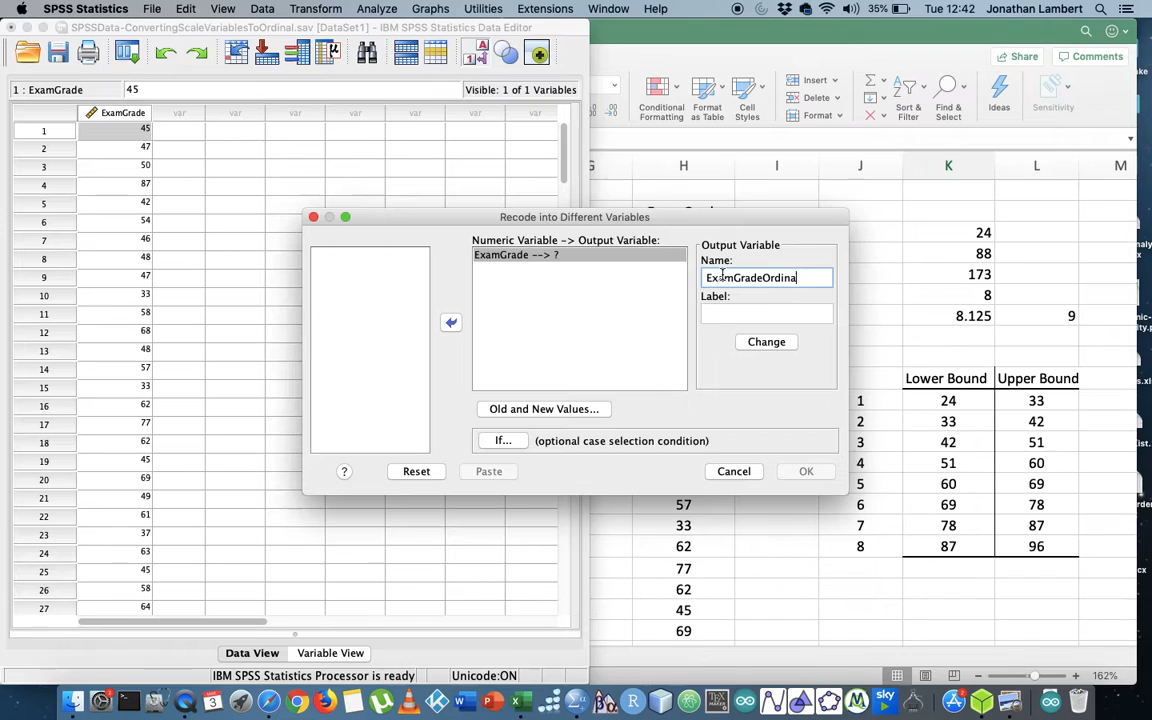 SPSS Statistics File Edit View Data Transform Analyze Graphs Utilities Extensions Window Help 35% Tue 12:42 Jonathan Lambert
SPSSData-ConvertingScaleVariablesToOrdinal.sav [DataSet1] - IBM SPSS Statistics Data Editor
Share Comments
1 : ExamGrade 45 Visible: 1 of 1 Variables
Conditional Formatting
Format as Table
Cell Styles
Insert
Delete
Format
Sort & Filter
Find & Select
Ideas
Sensitivity
ExamGrade var var var var var var var
1 45
2 47
3 50
4 87
5 42
6 54
7 46
8 69
9 47
10 33
11 58
12 68
13 48
14 57
15 33
16 62
17 77
18 62
19 45
20 69
21 49
22 61
23 37
24 63
25 45
26 58
27 64
Data View Variable View
IBM SPSS Statistics Processor is ready Unicode:ON
Recode into Different Variables
Numeric Variable -> Output Variable:
ExamGrade --> ?
Output Variable
Name:
ExamGradeOrdina
Label:
Change
Old and New Values...
If... (optional case selection condition)
? Reset Paste Cancel OK
G H I J K L M
24
88
173
8
8.125 9
Lower Bound Upper Bound
1 24 33
2 33 42
3 42 51
4 51 60
5 60 69
6 69 78
7 78 87
8 87 96
57
33
62
77
62
45
69
162%